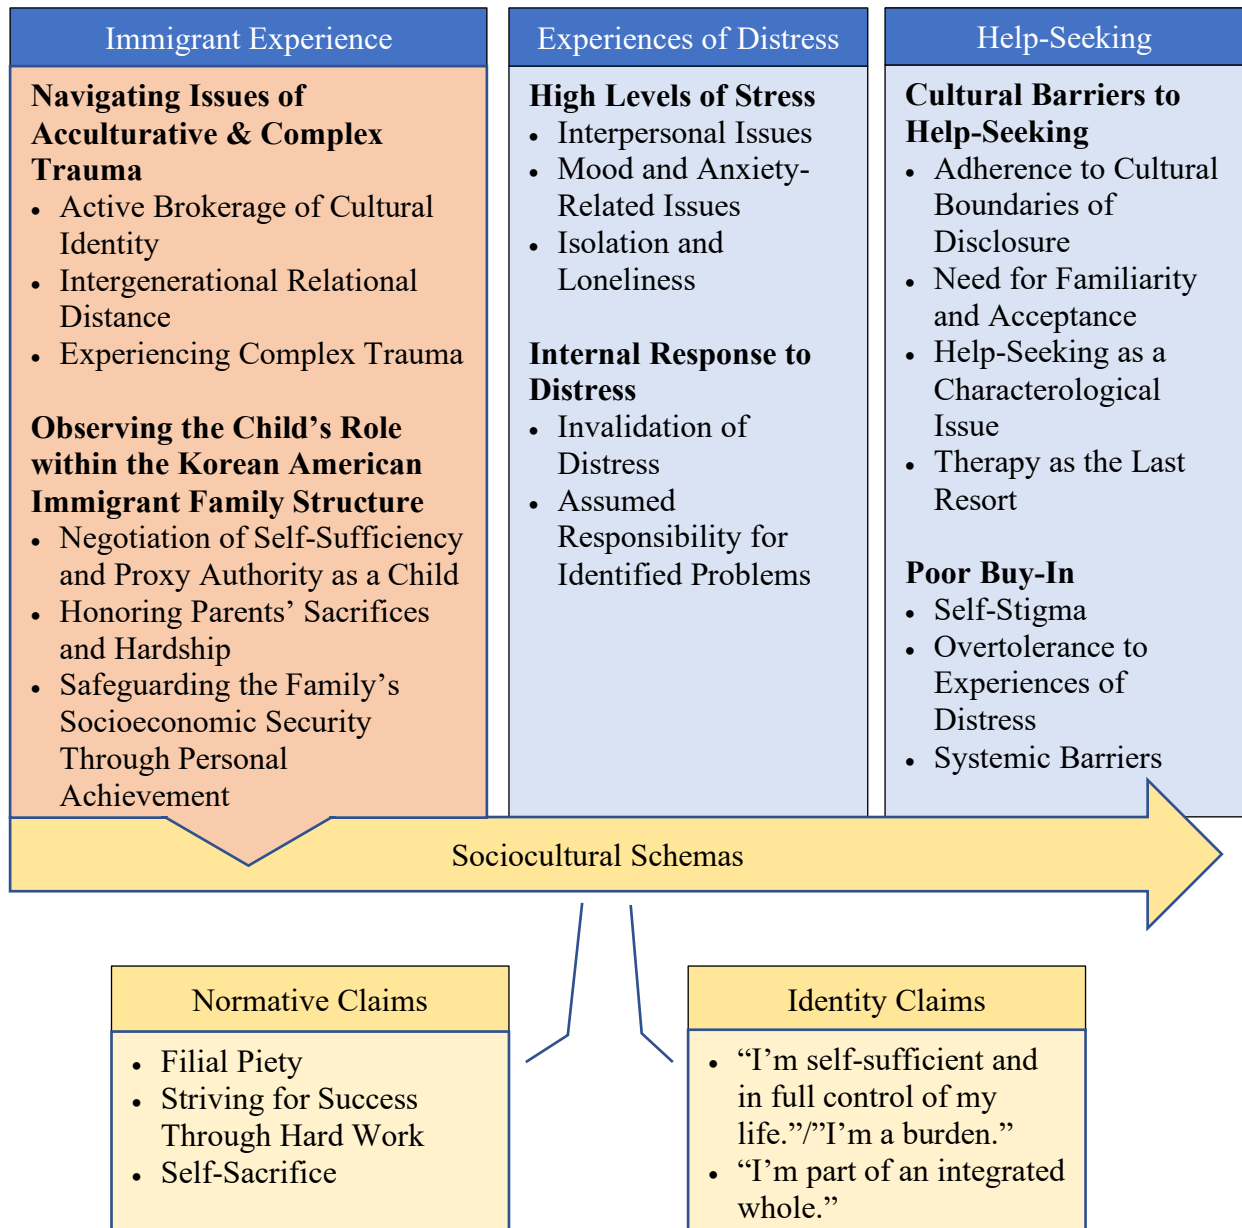 Immigrant Experience
Navigating Issues of
Acculturative & Complex
Trauma
• Active Brokerage of Cultural
Identity
• Intergenerational Relational
Distance
• Experiencing Complex Trauma
Observing the Child’s Role
within the Korean American
Immigrant Family Structure
• Negotiation of Self-Sufficiency
and Proxy Authority as a Child
• Honoring Parents’ Sacrifices
and Hardship
• Safeguarding the Family’s
Socioeconomic Security
Through Personal
Achievement
Experiences of Distress
High Levels of Stress
• Interpersonal Issues
• Mood and Anxiety-
Related Issues
• Isolation and
Loneliness
Internal Response to
Distress
• Invalidation of
Distress
• Assumed
Responsibility for
Identified Problems
Help-Seeking
Cultural Barriers to
Help-Seeking
• Adherence to Cultural
Boundaries of
Disclosure
• Need for Familiarity
and Acceptance
• Help-Seeking as a
Characterological
Issue
• Therapy as the Last
Resort
Poor Buy-In
• Self-Stigma
• Overtolerance to
Experiences of
Distress
• Systemic Barriers
Sociocultural Schemas
Normative Claims
• Filial Piety
• Striving for Success
Through Hard Work
• Self-Sacrifice
Identity Claims
• “I’m self-sufficient and
in full control of my
life.”/”I’m a burden.”
• “I’m part of an integrated
whole.”